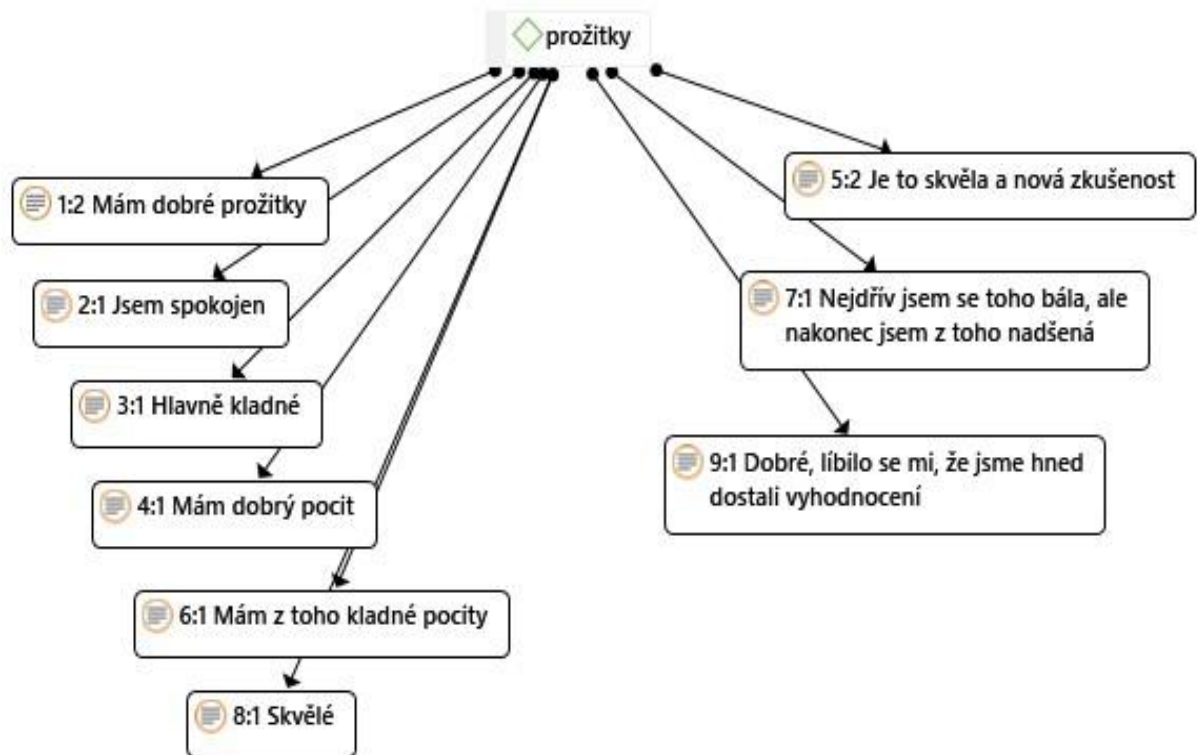 prožitky
1:2 Mám dobré prožitky
2:1 Jsem spokojen
3:1 Hlavně kladné
4:1 Mám dobrý pocit
6:1 Mám z toho kladné pocity
8:1 Skvělé
5:2 Je to skvěla a nová zkušenost
7:1 Nejdřív jsem se toho bála, ale
nakonec jsem z toho nadšená
9:1 Dobré, líbilo se mi, že jsme hned
dostali vyhodnocení